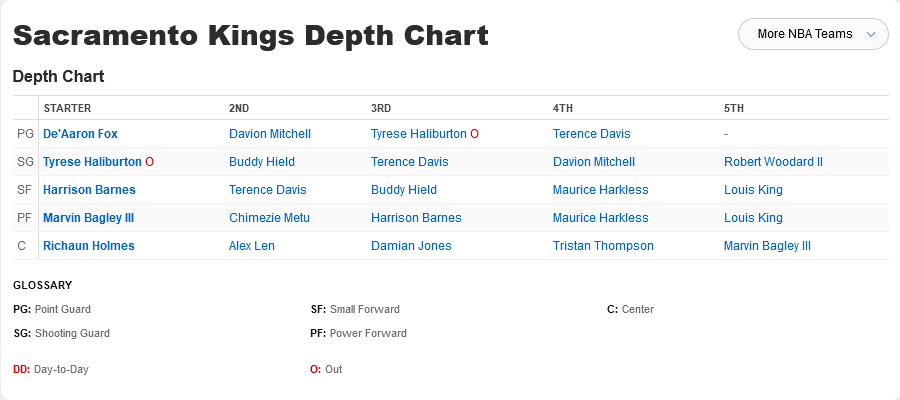 Sacramento Kings Depth Chart
More NBA Teams
Depth Chart
STARTER 2ND 3RD 4TH 5TH
PG De'Aaron Fox Davion Mitchell Tyrese Haliburton O Terence Davis -
SG Tyrese Haliburton O Buddy Hield Terence Davis Davion Mitchell Robert Woodard II
SF Harrison Barnes Terence Davis Buddy Hield Maurice Harkless Louis King
PF Marvin Bagley III Chimezie Metu Harrison Barnes Maurice Harkless Louis King
C Richaun Holmes Alex Len Damian Jones Tristan Thompson Marvin Bagley III
GLOSSARY
PG: Point Guard SF: Small Forward C: Center
SG: Shooting Guard PF: Power Forward
DD: Day-to-Day O: Out